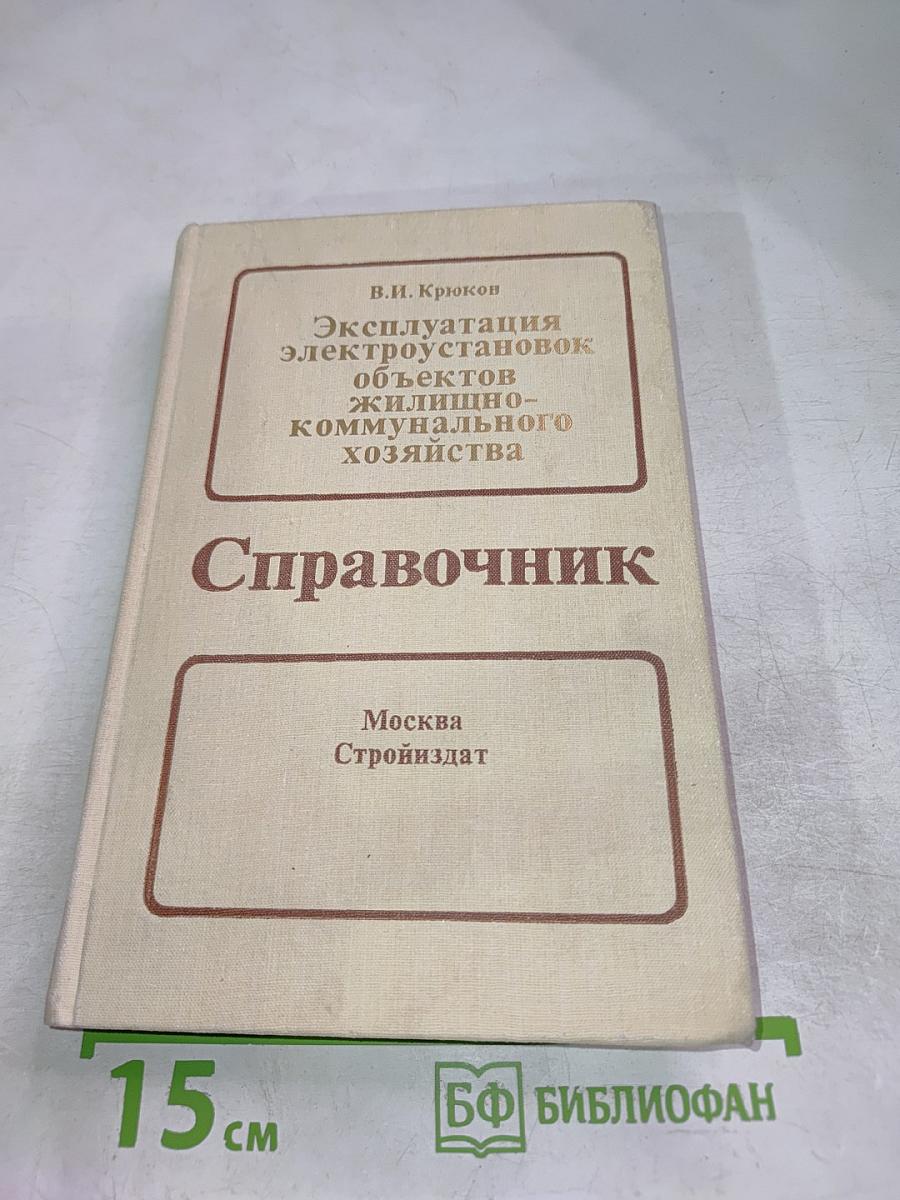 В.И. Крюков
Эксплуатация
электроустановок
объектов
жилищно-
коммунального
хозяйства
Справочник
Москва
Стройиздат
15 см
БФ БИБЛИОФАН